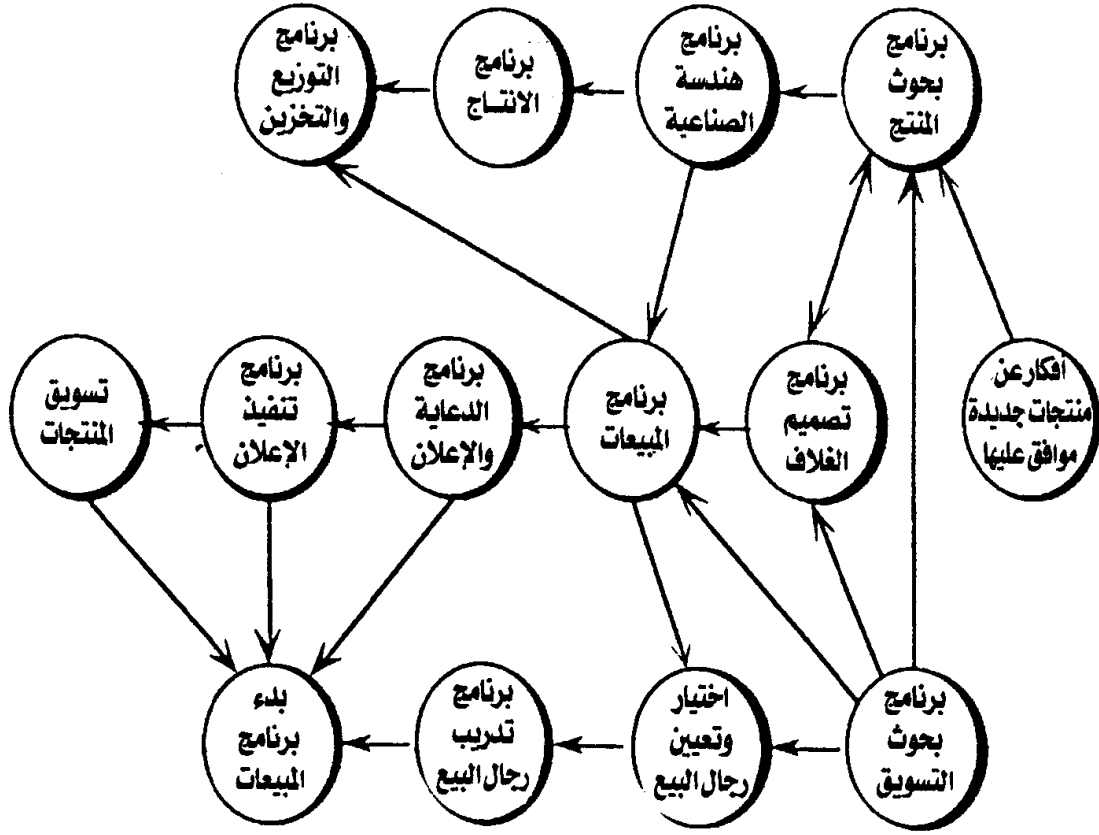 برنامج
بحوث
المنتج
برنامج
هندسة
الصناعية
برنامج
الانتـاج
برنامج
التوزيع
والتخزين
أفكار عن
منتجات جديدة
موافق عليها
برنامج
تصميم
الغلاف
برنامج
المبيعات
برنامج
الدعاية
والإعلان
برنامج
تنفيذ
الإعلان
تسويق
المنتجات
برنامج
بحوث
التسويق
اختيار
وتعيين
رجال البيع
برنامج
تدريب
رجال البيع
بدء
برنامج
المبيعات